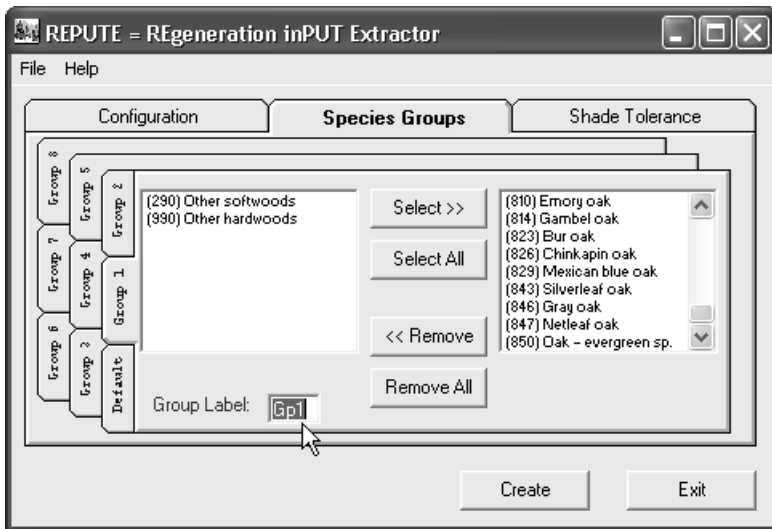 REPUTE = REgeneration inPUT Extractor
File Help
Configuration Species Groups Shade Tolerance
Group 8
Group 7
Group 6
Group 5
Group 4
Group 3
Group 2
Group 1
Default
(290) Other softwoods
(990) Other hardwoods
Select >>
Select All
<< Remove
Remove All
(810) Emory oak
(814) Gambel oak
(823) Bur oak
(826) Chinkapin oak
(829) Mexican blue oak
(843) Silverleaf oak
(846) Gray oak
(847) Netleaf oak
(850) Oak – evergreen sp.
Group Label: Gp1
Create Exit